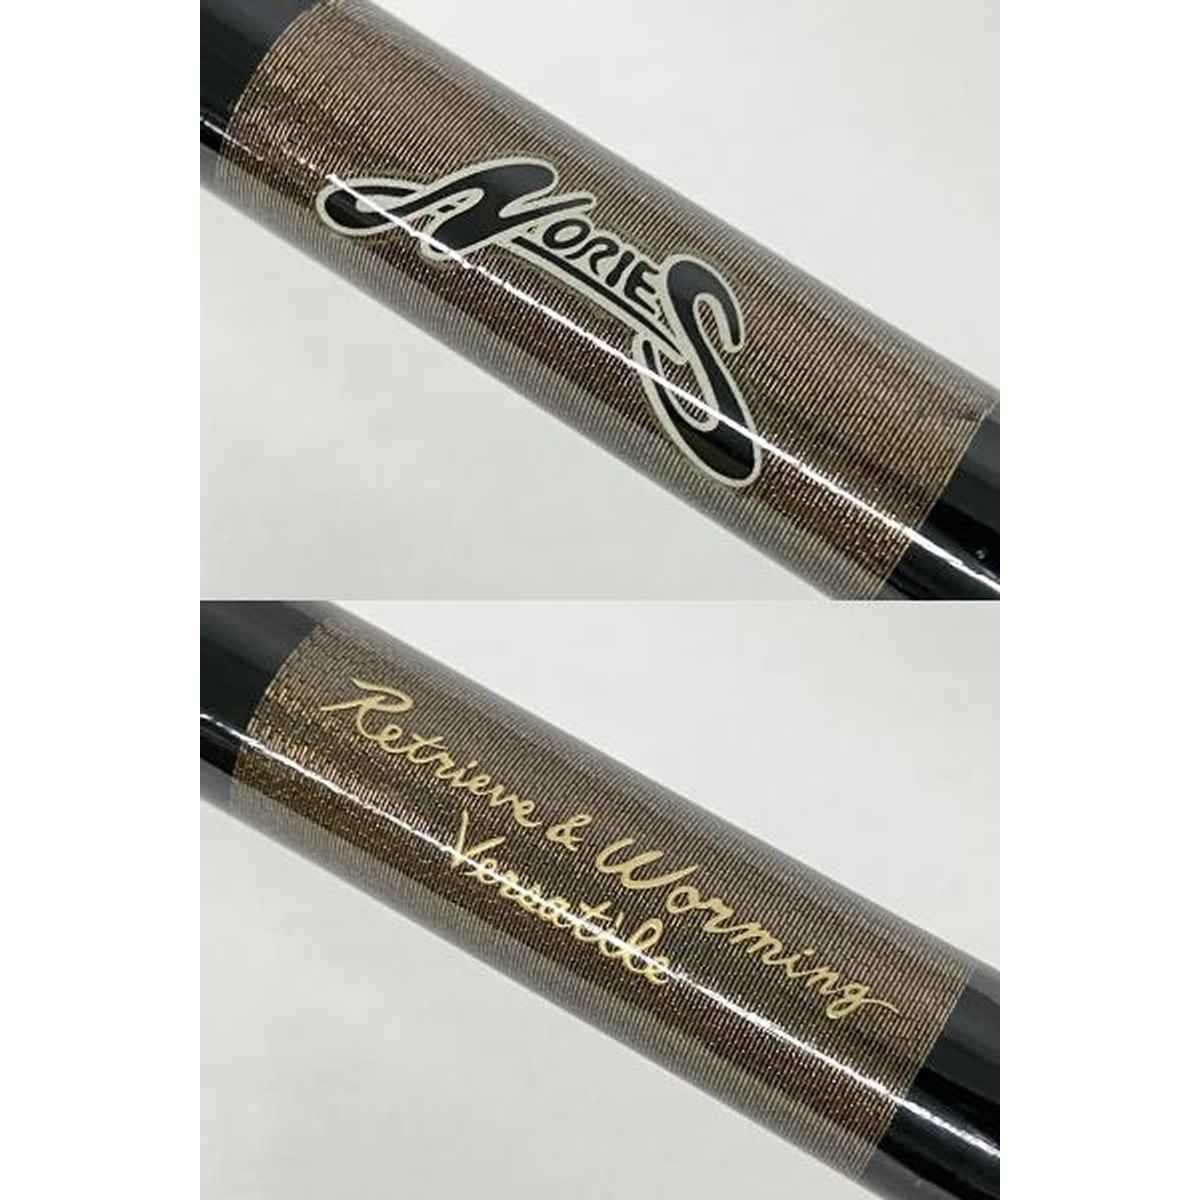 NORIES
Retrieve & Worming
Versatile